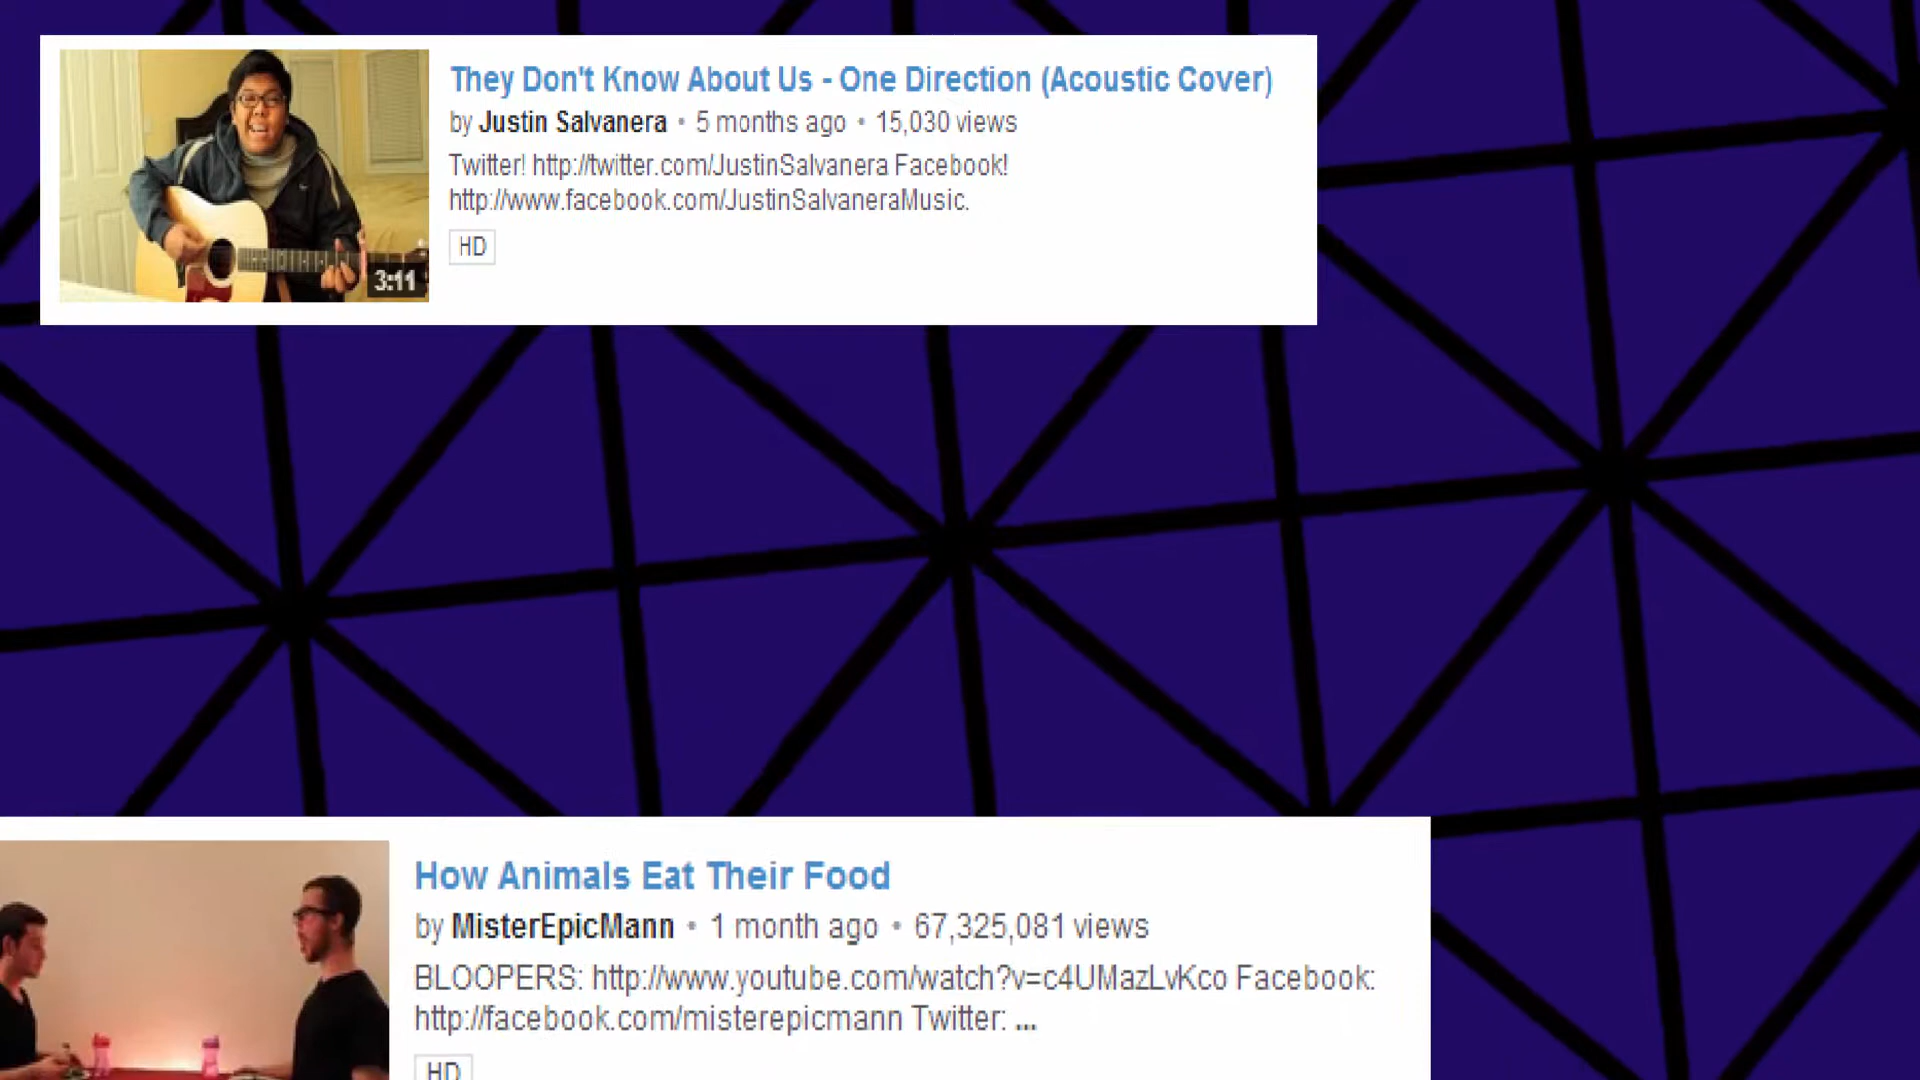 They Don't Know About Us - One Direction (Acoustic Cover)
by Justin Salvanera • 5 months ago • 15,030 views
Twitter! http://twitter.com/JustinSalvanera Facebook!
http://www.facebook.com/JustinSalvaneraMusic.
HD
3:11
How Animals Eat Their Food
by MisterEpicMann • 1 month ago • 67,325,081 views
BLOOPERS: http://www.youtube.com/watch?v=c4UMazLvKco Facebook:
http://facebook.com/misterepicmann Twitter: ...
HD